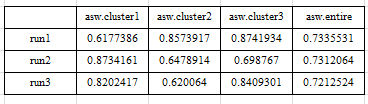 asw.cluster1 asw.cluster2 asw.cluster3 asw.entire
run1 0.6177386 0.8573917 0.8741934 0.7335531
run2 0.8734161 0.6478914 0.698767 0.7312064
run3 0.8202417 0.620064 0.8409301 0.7212524